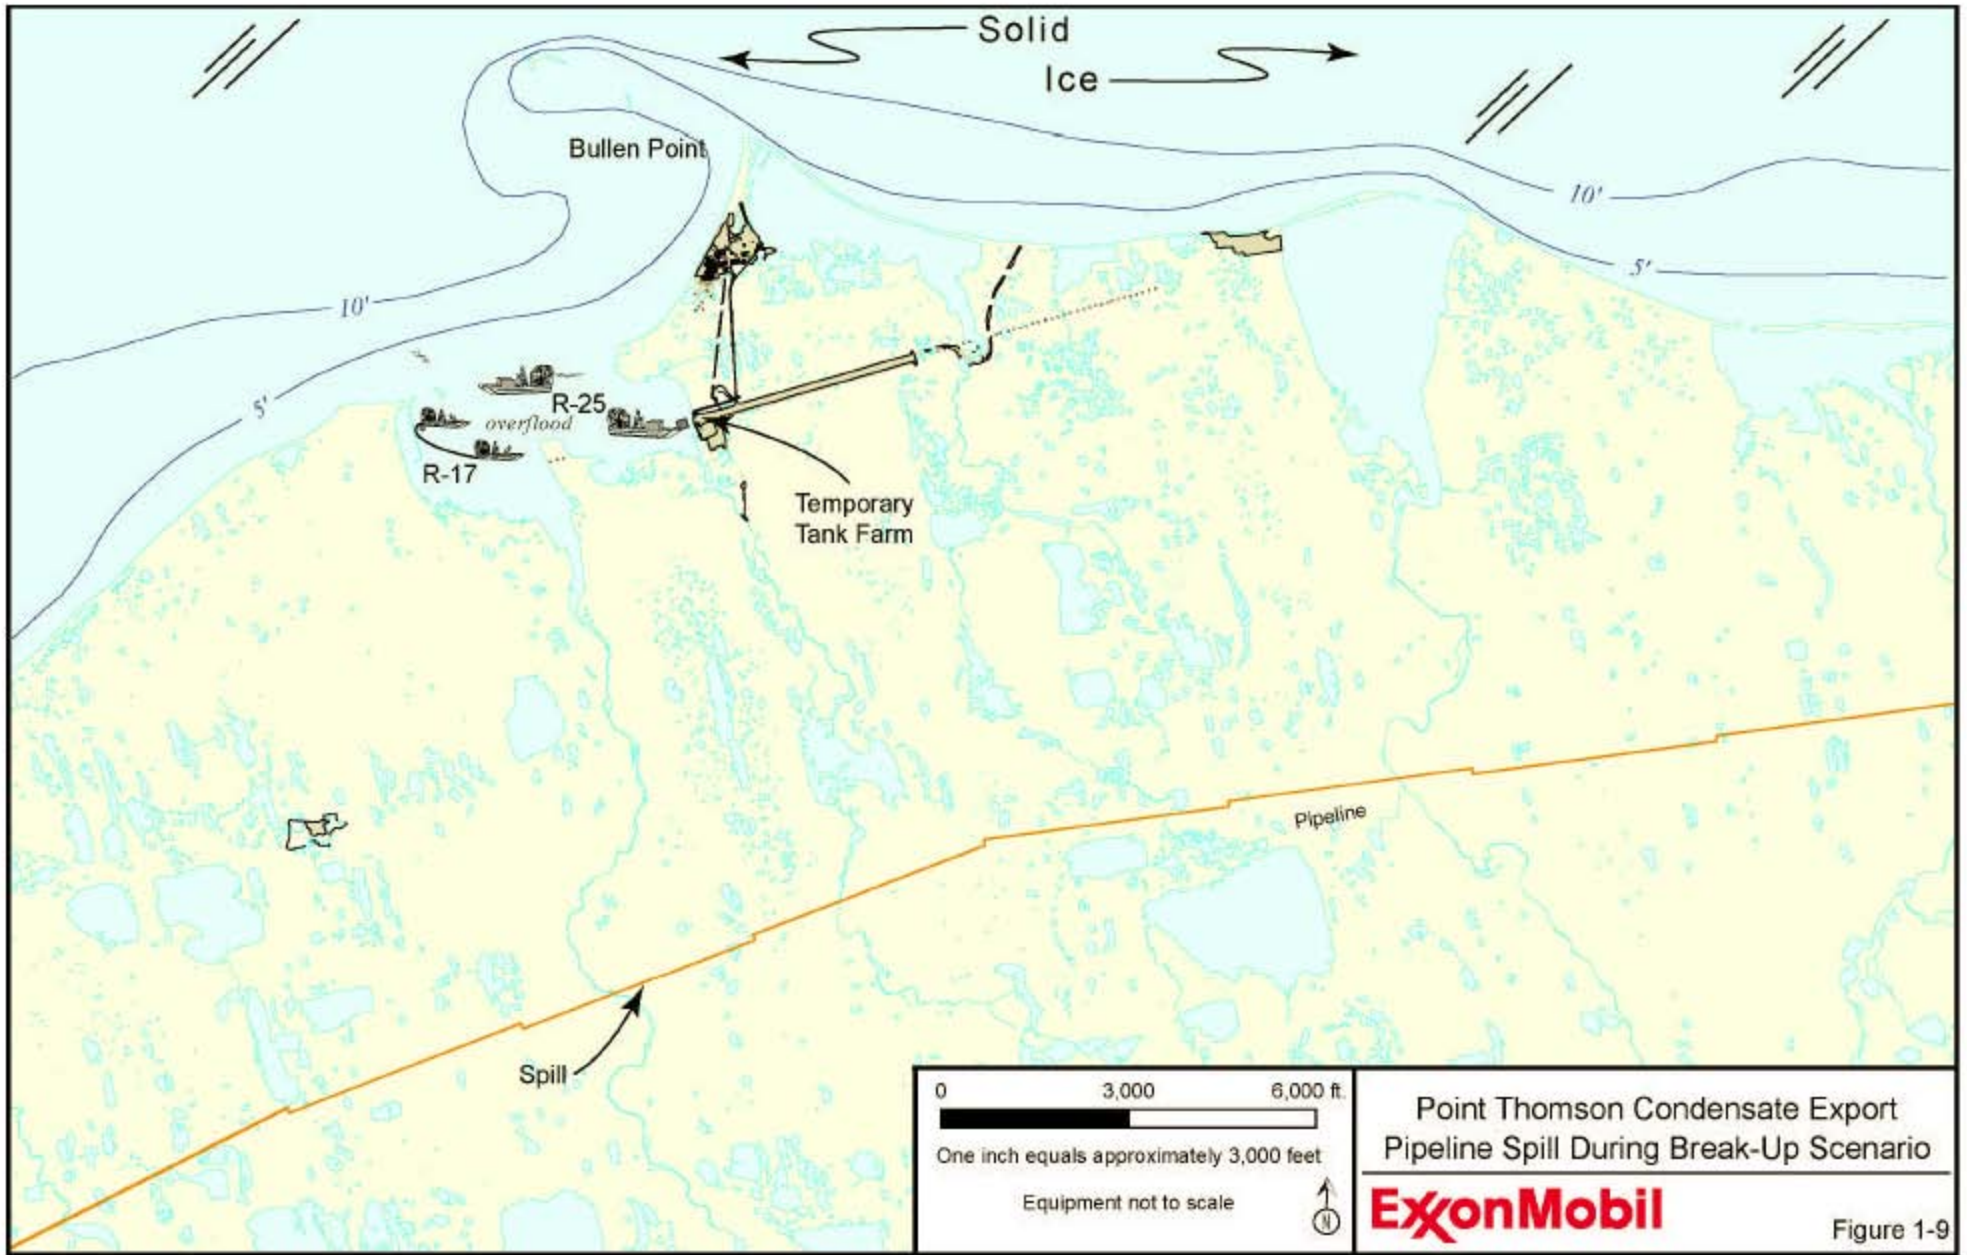 Solid
Ice
Bullen Point
10'
5'
10'
5'
R-25
overflood
R-17
Temporary
Tank Farm
Pipeline
Spill
0 3,000 6,000 ft.
One inch equals approximately 3,000 feet
Equipment not to scale
N
Point Thomson Condensate Export
Pipeline Spill During Break-Up Scenario
ExxonMobil
Figure 1-9